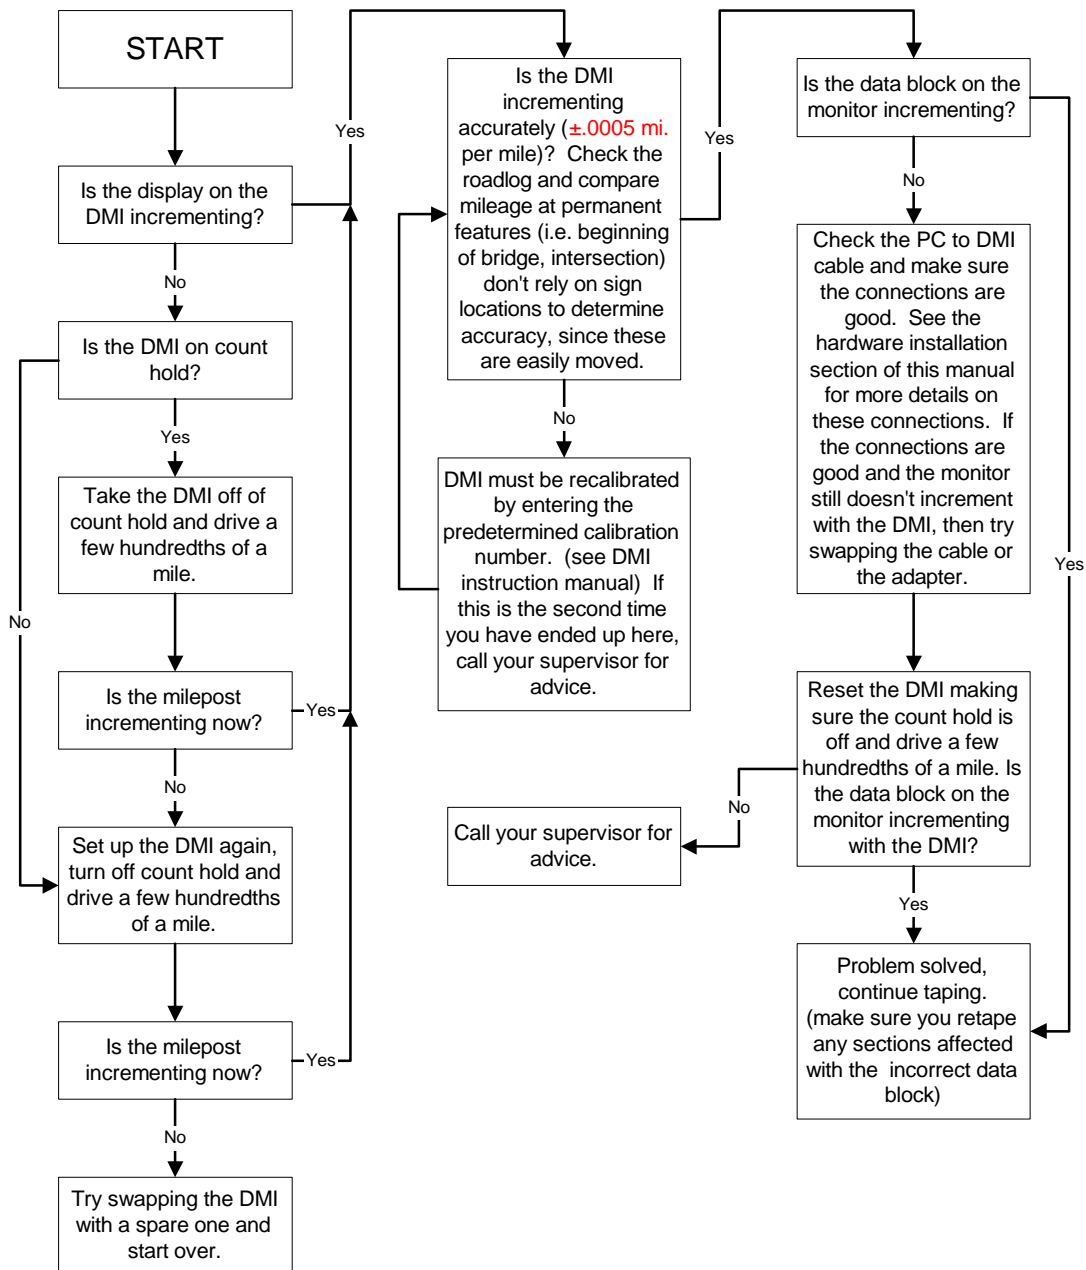 START
Is the display on the
DMI incrementing?
Yes
No
Is the DMI on count
hold?
No
Yes
Take the DMI off of
count hold and drive a
few hundredths of a
mile.
Is the milepost
incrementing now?
Yes
No
Set up the DMI again,
turn off count hold and
drive a few hundredths
of a mile.
Is the milepost
incrementing now?
Yes
No
Try swapping the DMI
with a spare one and
start over.
Is the DMI
incrementing
accurately (±.0005 mi.
per mile)? Check the
roadlog and compare
mileage at permanent
features (i.e. beginning
of bridge, intersection)
don't rely on sign
locations to determine
accuracy, since these
are easily moved.
Yes
No
DMI must be recalibrated
by entering the
predetermined calibration
number. (see DMI
instruction manual) If
this is the second time
you have ended up here,
call your supervisor for
advice.
Is the data block on the
monitor incrementing?
Yes
No
Check the PC to DMI
cable and make sure
the connections are
good. See the
hardware installation
section of this manual
for more details on
these connections. If
the connections are
good and the monitor
still doesn't increment
with the DMI, then try
swapping the cable or
the adapter.
Reset the DMI making
sure the count hold is
off and drive a few
hundredths of a mile. Is
the data block on the
monitor incrementing
with the DMI?
No
Call your supervisor for
advice.
Yes
Problem solved,
continue taping.
(make sure you retape
any sections affected
with the incorrect data
block)